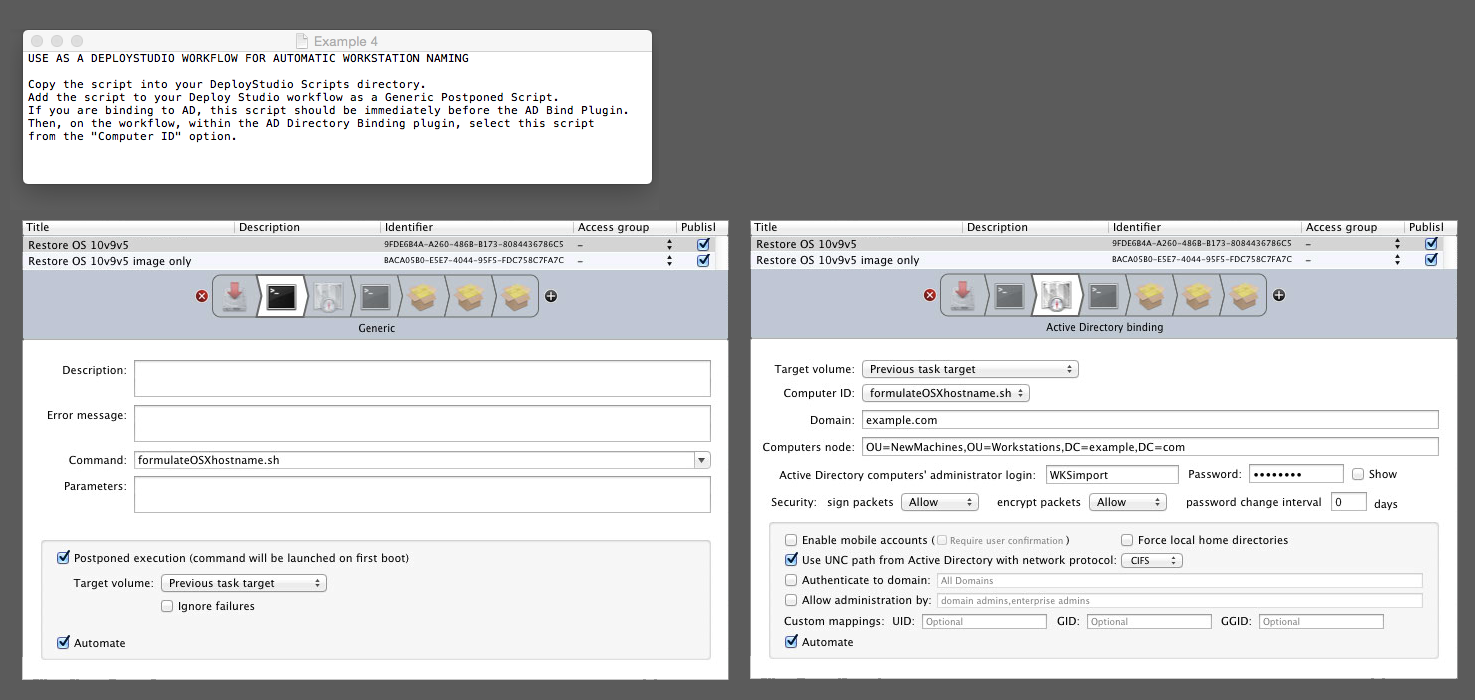 Example 4
USE AS A DEPLOYSTUDIO WORKFLOW FOR AUTOMATIC WORKSTATION NAMING
Copy the script into your DeployStudio Scripts directory.
Add the script to your Deploy Studio workflow as a Generic Postponed Script.
If you are binding to AD, this script should be immediately before the AD Bind Plugin.
Then, on the workflow, within the AD Directory Binding plugin, select this script
from the "Computer ID" option.
Title Description Identifier Access group Publisl
Restore OS 10v9v5 9FDE6B4A-A260-486B-B173-8084436786C5 –
Restore OS 10v9v5 image only BACA05B0-E5E7-4044-95F5-FDC758C7FA7C –
Generic
Description:
Error message:
Command: formulateOSXhostname.sh
Parameters:
Postponed execution (command will be launched on first boot)
Target volume: Previous task target
Ignore failures
Automate
Title Description Identifier Access group Publisl
Restore OS 10v9v5 9FDE6B4A-A260-486B-B173-8084436786C5 –
Restore OS 10v9v5 image only BACA05B0-E5E7-4044-95F5-FDC758C7FA7C –
Active Directory binding
Target volume: Previous task target
Computer ID: formulateOSXhostname.sh
Domain: example.com
Computers node: OU=NewMachines,OU=Workstations,DC=example,DC=com
Active Directory computers' administrator login: WKSimport Password: •••••••• Show
Security: sign packets Allow encrypt packets Allow password change interval 0 days
Enable mobile accounts ( Require user confirmation ) Force local home directories
Use UNC path from Active Directory with network protocol: CIFS
Authenticate to domain: All Domains
Allow administration by: domain admins,enterprise admins
Custom mappings: UID: Optional GID: Optional GGID: Optional
Automate